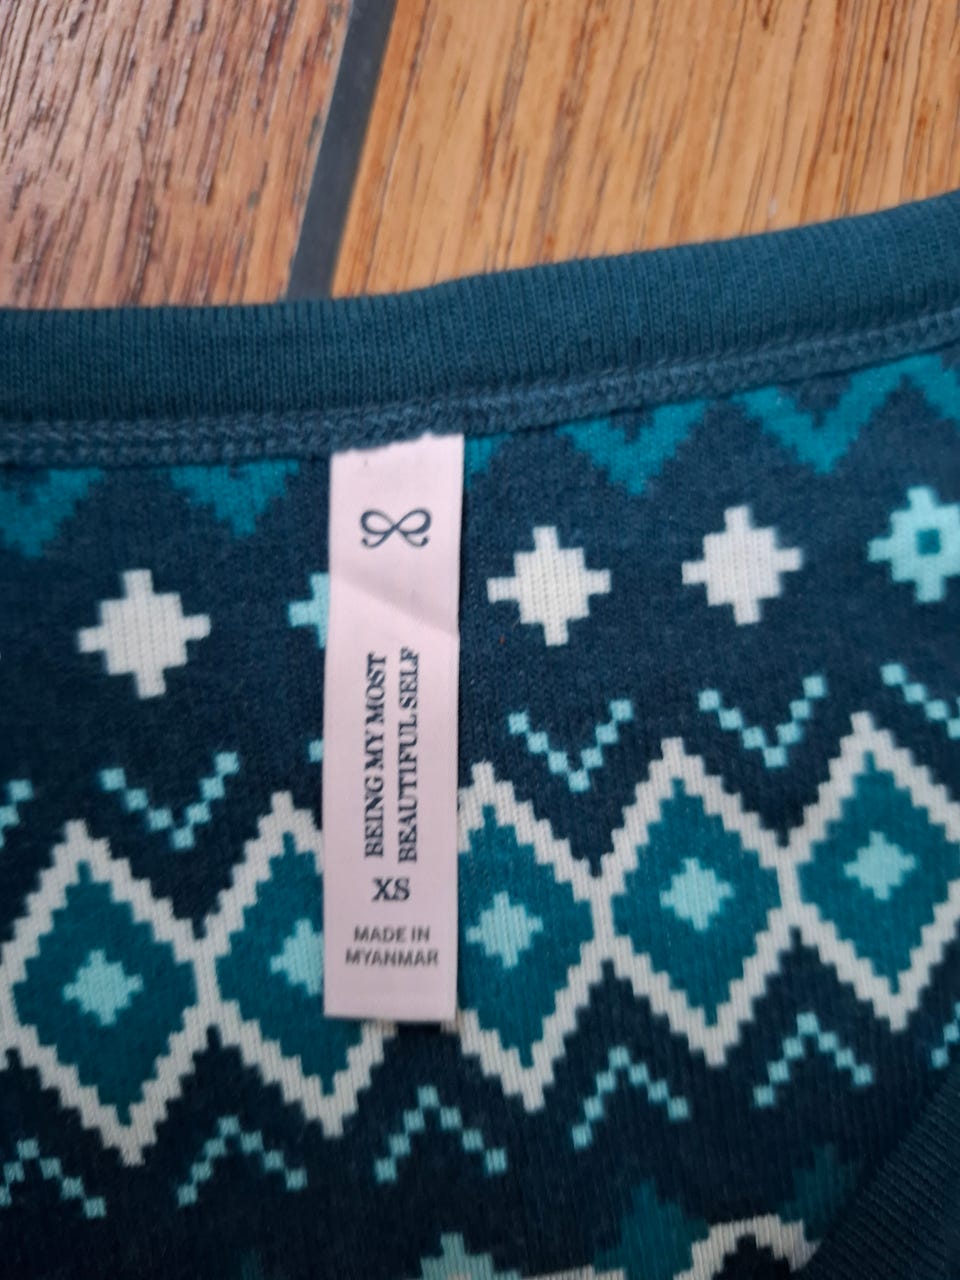 BEING MY MOST
BEAUTIFUL SELF
XS
MADE IN
MYANMAR